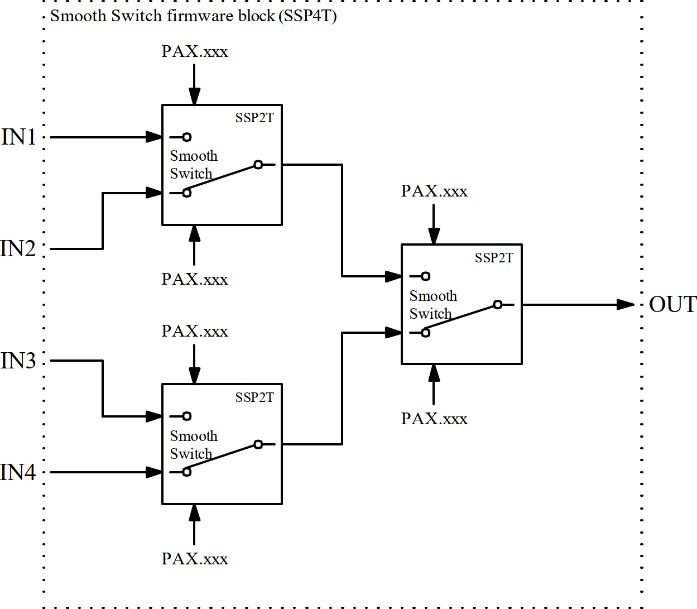 Smooth Switch firmware block (SSP4T)
PAX.xxx
SSP2T
IN1
Smooth
Switch
IN2
PAX.xxx
PAX.xxx
SSP2T
Smooth
Switch
OUT
PAX.xxx
PAX.xxx
IN3
SSP2T
Smooth
Switch
IN4
PAX.xxx